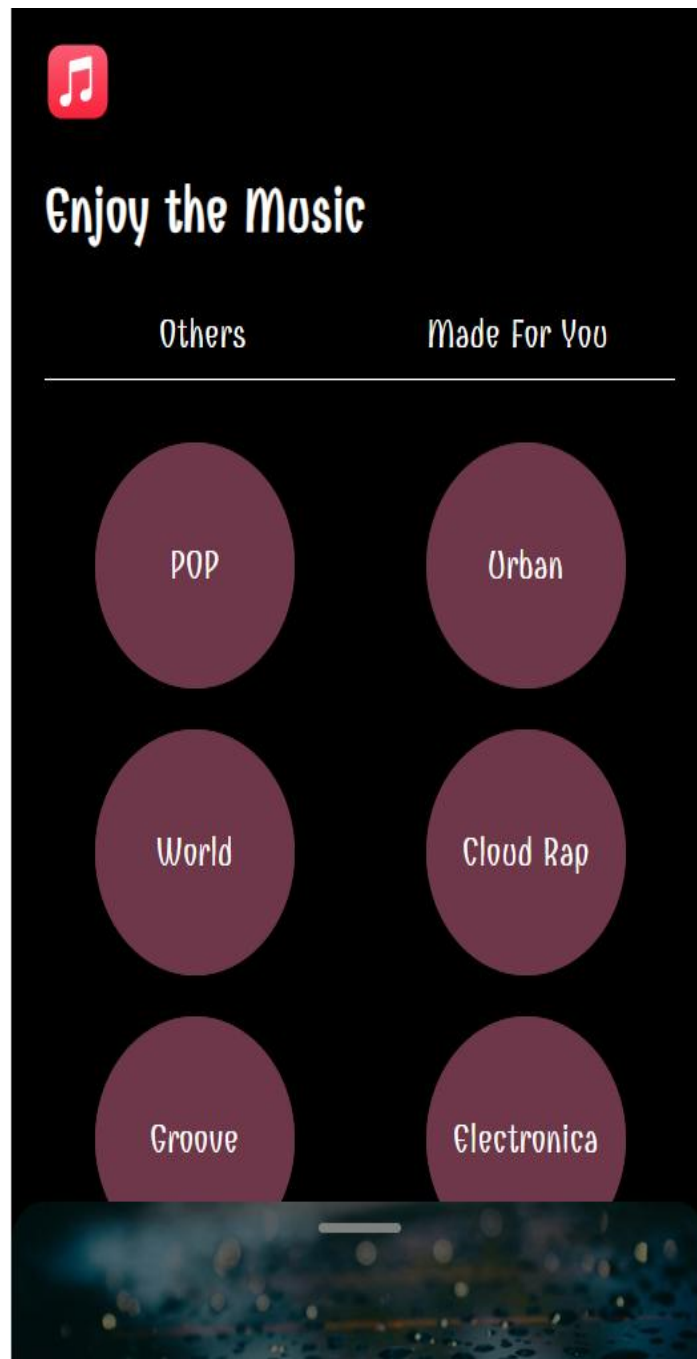 Enjoy the Music
Others Made For You
POP Urban
World Cloud Rap
Groove Electronica